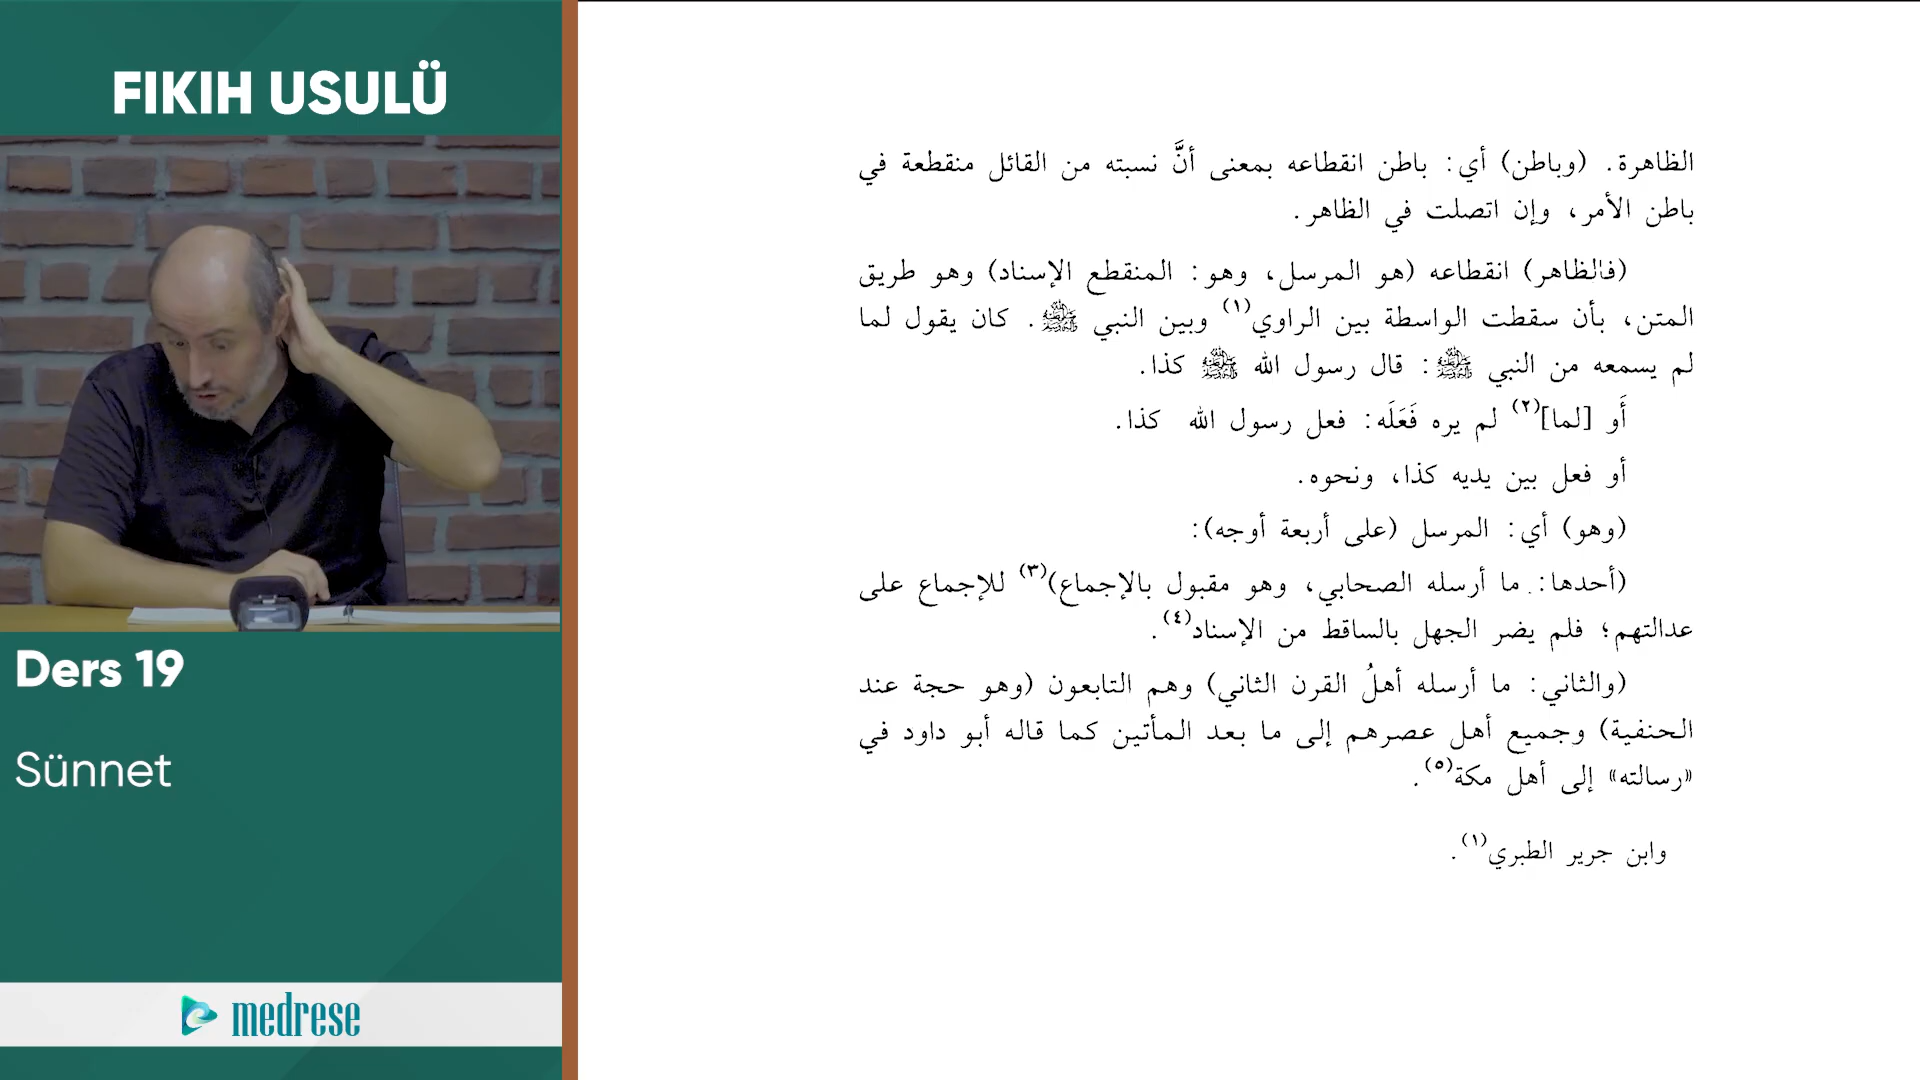 FIKIH USULÜ
Ders 19
Sünnet
medrese
الظاهرة. (وباطن) أي: باطن انقطاعه بمعنى أنَّ نسبته من القائل منقطعة في
باطن الأمر، وإن اتصلت في الظاهر.
(فالظاهر) انقطاعه (هو المرسل، وهو: المنقطع الإسناد) وهو طريق
المتن، بأن سقطت الواسطة بين الراوي(١) وبين النبي ﷺ. كان يقول لما
لم يسمعه من النبي ﷺ: قال رسول الله ﷺ كذا.
أَو [لما](٢) لم يره فَعَلَه: فعل رسول الله كذا.
أو فعل بين يديه كذا، ونحوه.
(وهو) أي: المرسل (على أربعة أوجه):
(أحدها: ما أرسله الصحابي، وهو مقبول بالإجماع)(٣) للإجماع على
عدالتهم؛ فلم يضر الجهل بالساقط من الإسناد(٤).
(والثاني: ما أرسله أهلُ القرن الثاني) وهم التابعون (وهو حجة عند
الحنفية) وجميع أهل عصرهم إلى ما بعد المأتين كما قاله أبو داود في
«رسالته» إلى أهل مكة(٥).
وابن جرير الطبري(١).